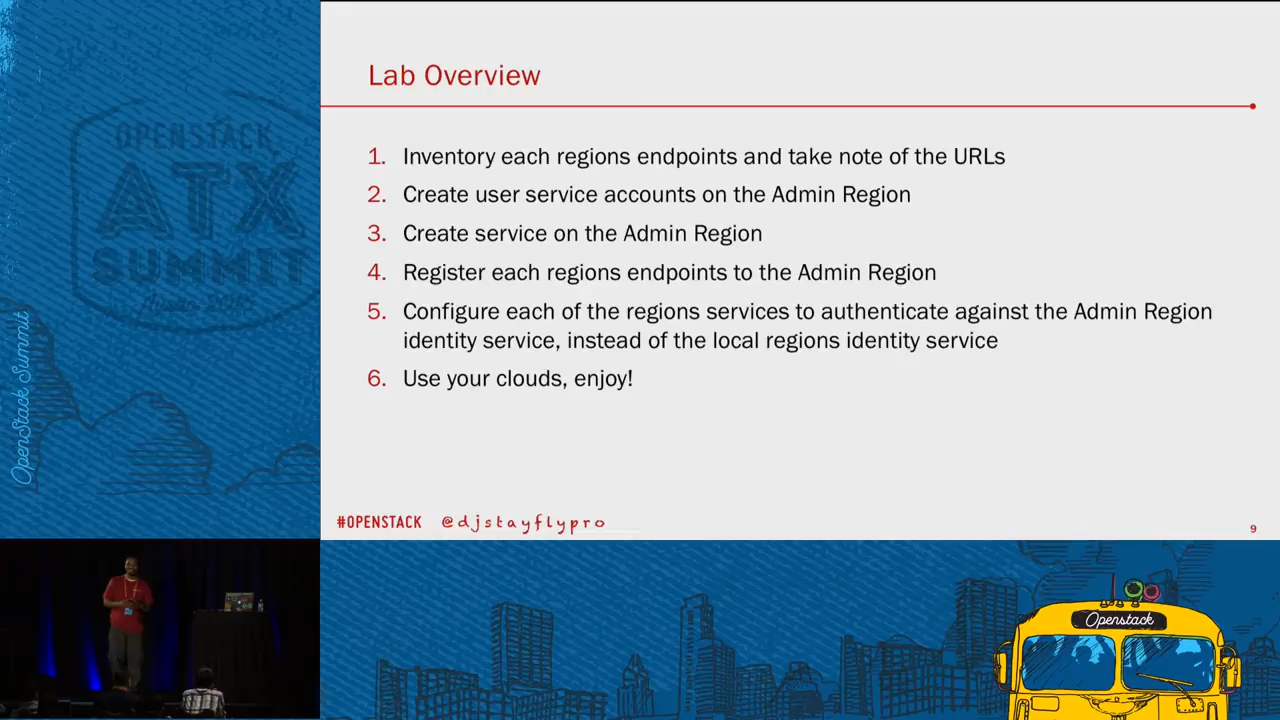 Lab Overview
1. Inventory each regions endpoints and take note of the URLs
2. Create user service accounts on the Admin Region
3. Create service on the Admin Region
4. Register each regions endpoints to the Admin Region
5. Configure each of the regions services to authenticate against the Admin Region
identity service, instead of the local regions identity service
6. Use your clouds, enjoy!
#OPENSTACK @djstayflypro
9
OPENSTACK
ATX
SUMMIT
OpenStack Summit
Openstack